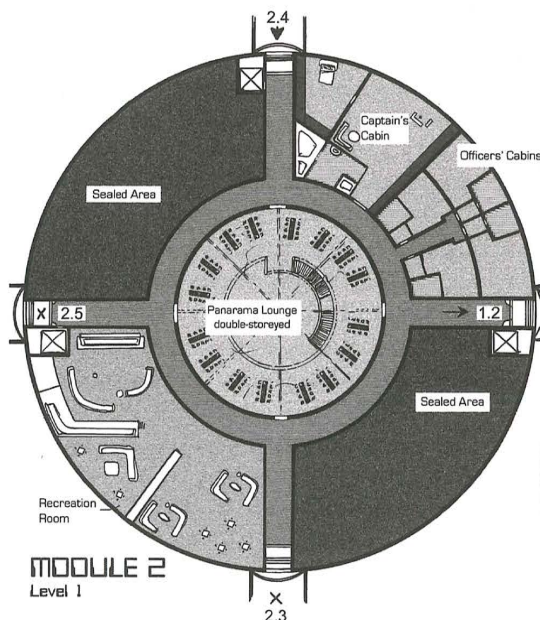 2.4
Captain's
Cabin
Officers' Cabins
Sealed Area
2.5
Panarama Lounge
double-storeyed
1.2
Sealed Area
Recreation
Room
MODULE 2
Level 1
2.3